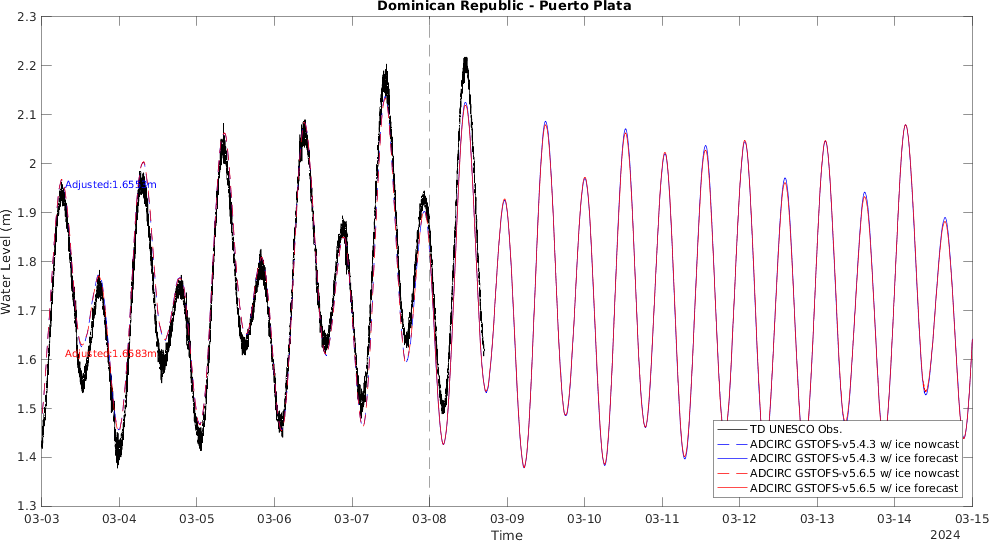 Dominican Republic - Puerto Plata
Water Level (m)
2.3
2.2
2.1
2
1.9
1.8
1.7
1.6
1.5
1.4
1.3
Adjusted:1.6583m
TD UNESCO Obs.
ADCIRC GSTOFS-v5.4.3 w/ ice nowcast
ADCIRC GSTOFS-v5.4.3 w/ ice forecast
ADCIRC GSTOFS-v5.6.5 w/ ice nowcast
ADCIRC GSTOFS-v5.6.5 w/ ice forecast
03-03 03-04 03-05 03-06 03-07 03-08 03-09 03-10 03-11 03-12 03-13 03-14 03-15
Time
2024